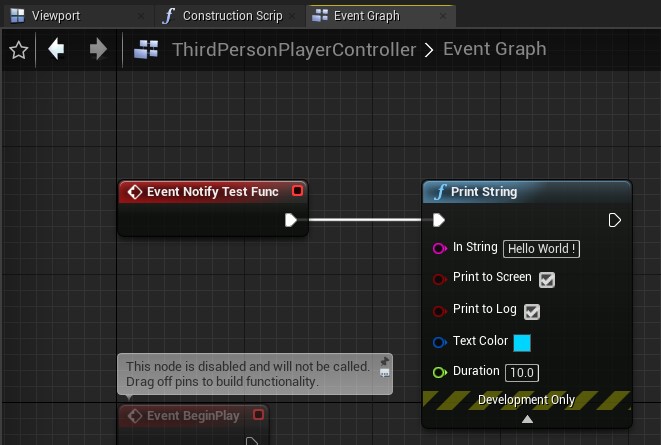 Viewport
Construction Scrip
Event Graph
ThirdPersonPlayerController > Event Graph
Event Notify Test Func
Print String
In String Hello World !
Print to Screen
Print to Log
Text Color
Duration 10.0
Development Only
This node is disabled and will not be called.
Drag off pins to build functionality.
Event BeginPlay